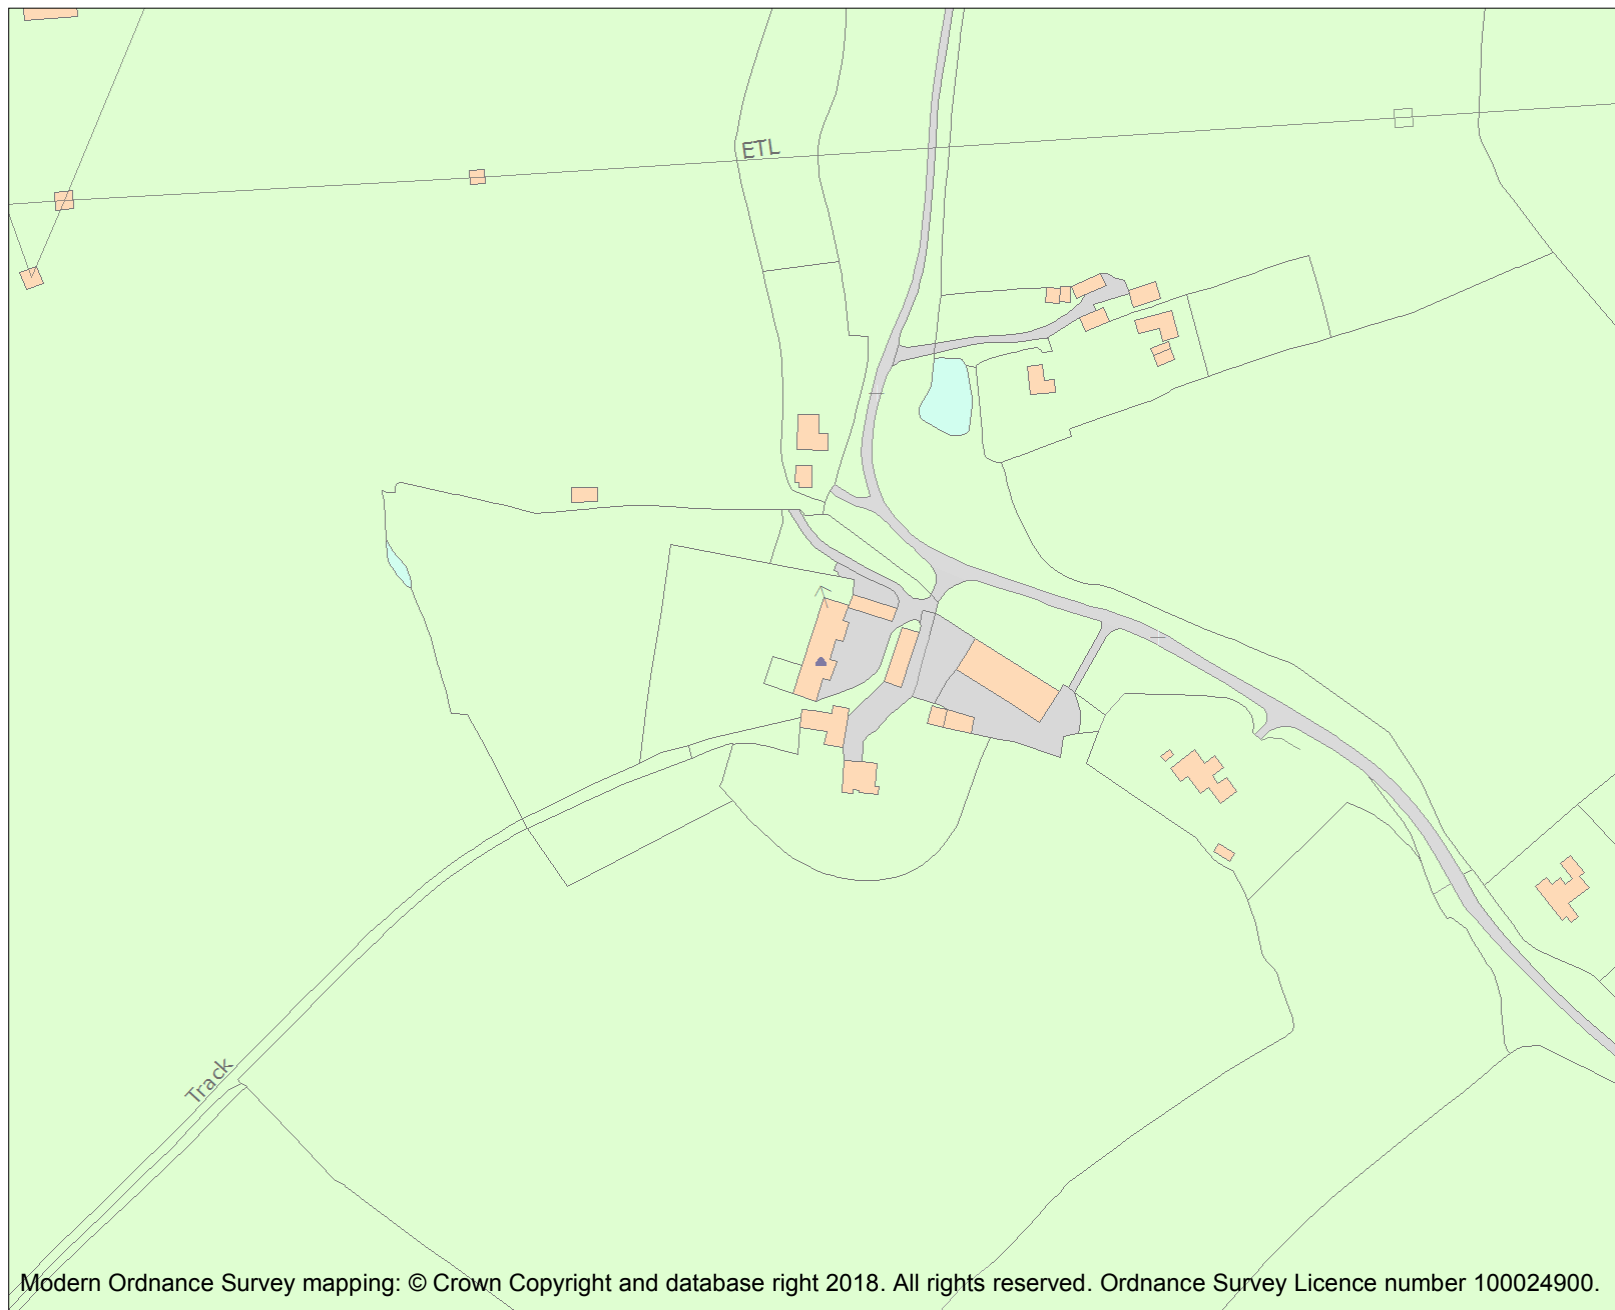 ETL
Track
Modern Ordnance Survey mapping: © Crown Copyright and database right 2018. All rights reserved. Ordnance Survey Licence number 100024900.